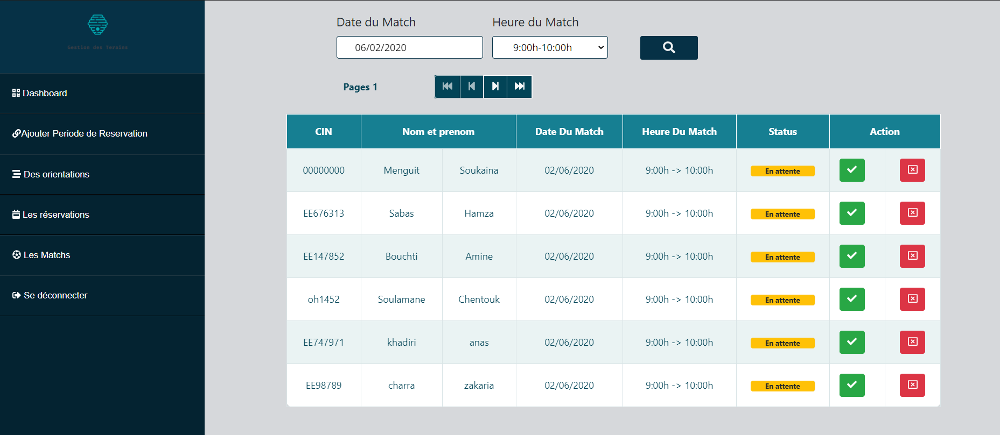 Gestion des Terains
Dashboard
Ajouter Periode de Reservation
Des orientations
Les réservations
Les Matchs
Se déconnecter
Date du Match Heure du Match
06/02/2020 9:00h-10:00h
Pages 1
CIN Nom et prenom Date Du Match Heure Du Match Status Action
00000000 Menguit Soukaina 02/06/2020 9:00h -> 10:00h En attente
EE676313 Sabas Hamza 02/06/2020 9:00h -> 10:00h En attente
EE147852 Bouchti Amine 02/06/2020 9:00h -> 10:00h En attente
oh1452 Soulamane Chentouk 02/06/2020 9:00h -> 10:00h En attente
EE747971 khadiri anas 02/06/2020 9:00h -> 10:00h En attente
EE98789 charra zakaria 02/06/2020 9:00h -> 10:00h En attente